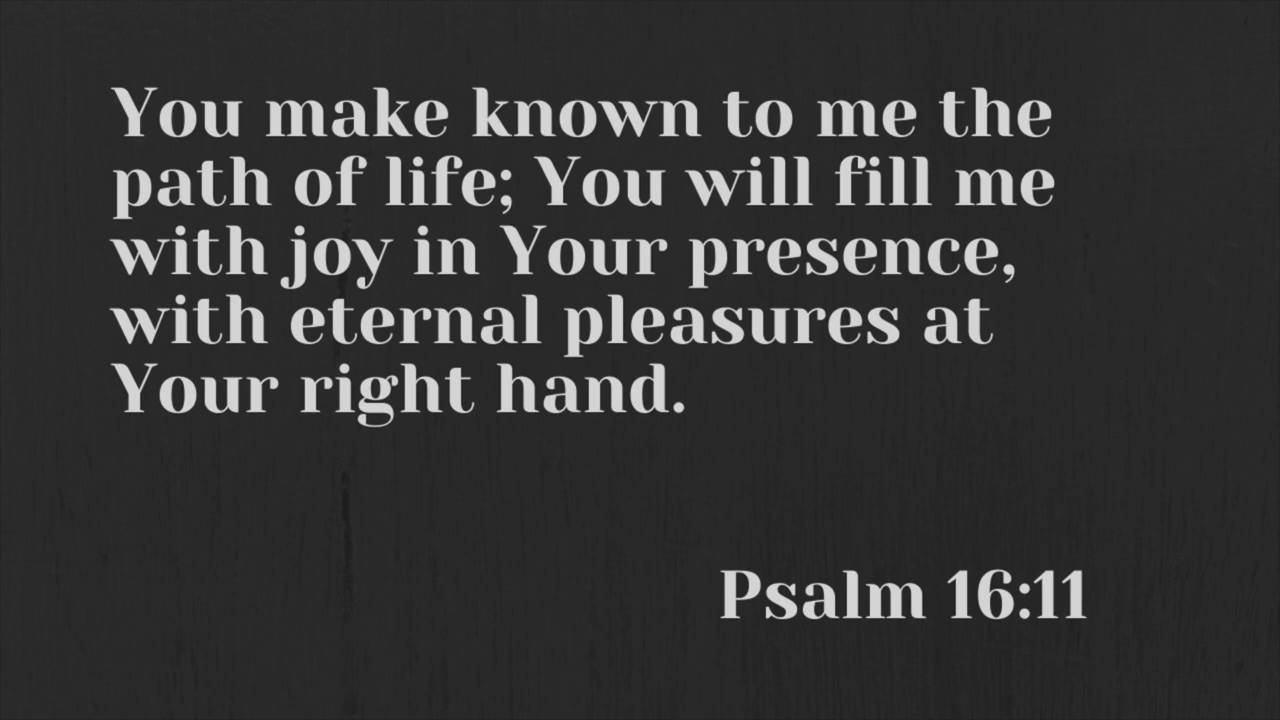 You make known to me the
path of life; You will fill me
with joy in Your presence,
with eternal pleasures at
Your right hand.
Psalm 16:11